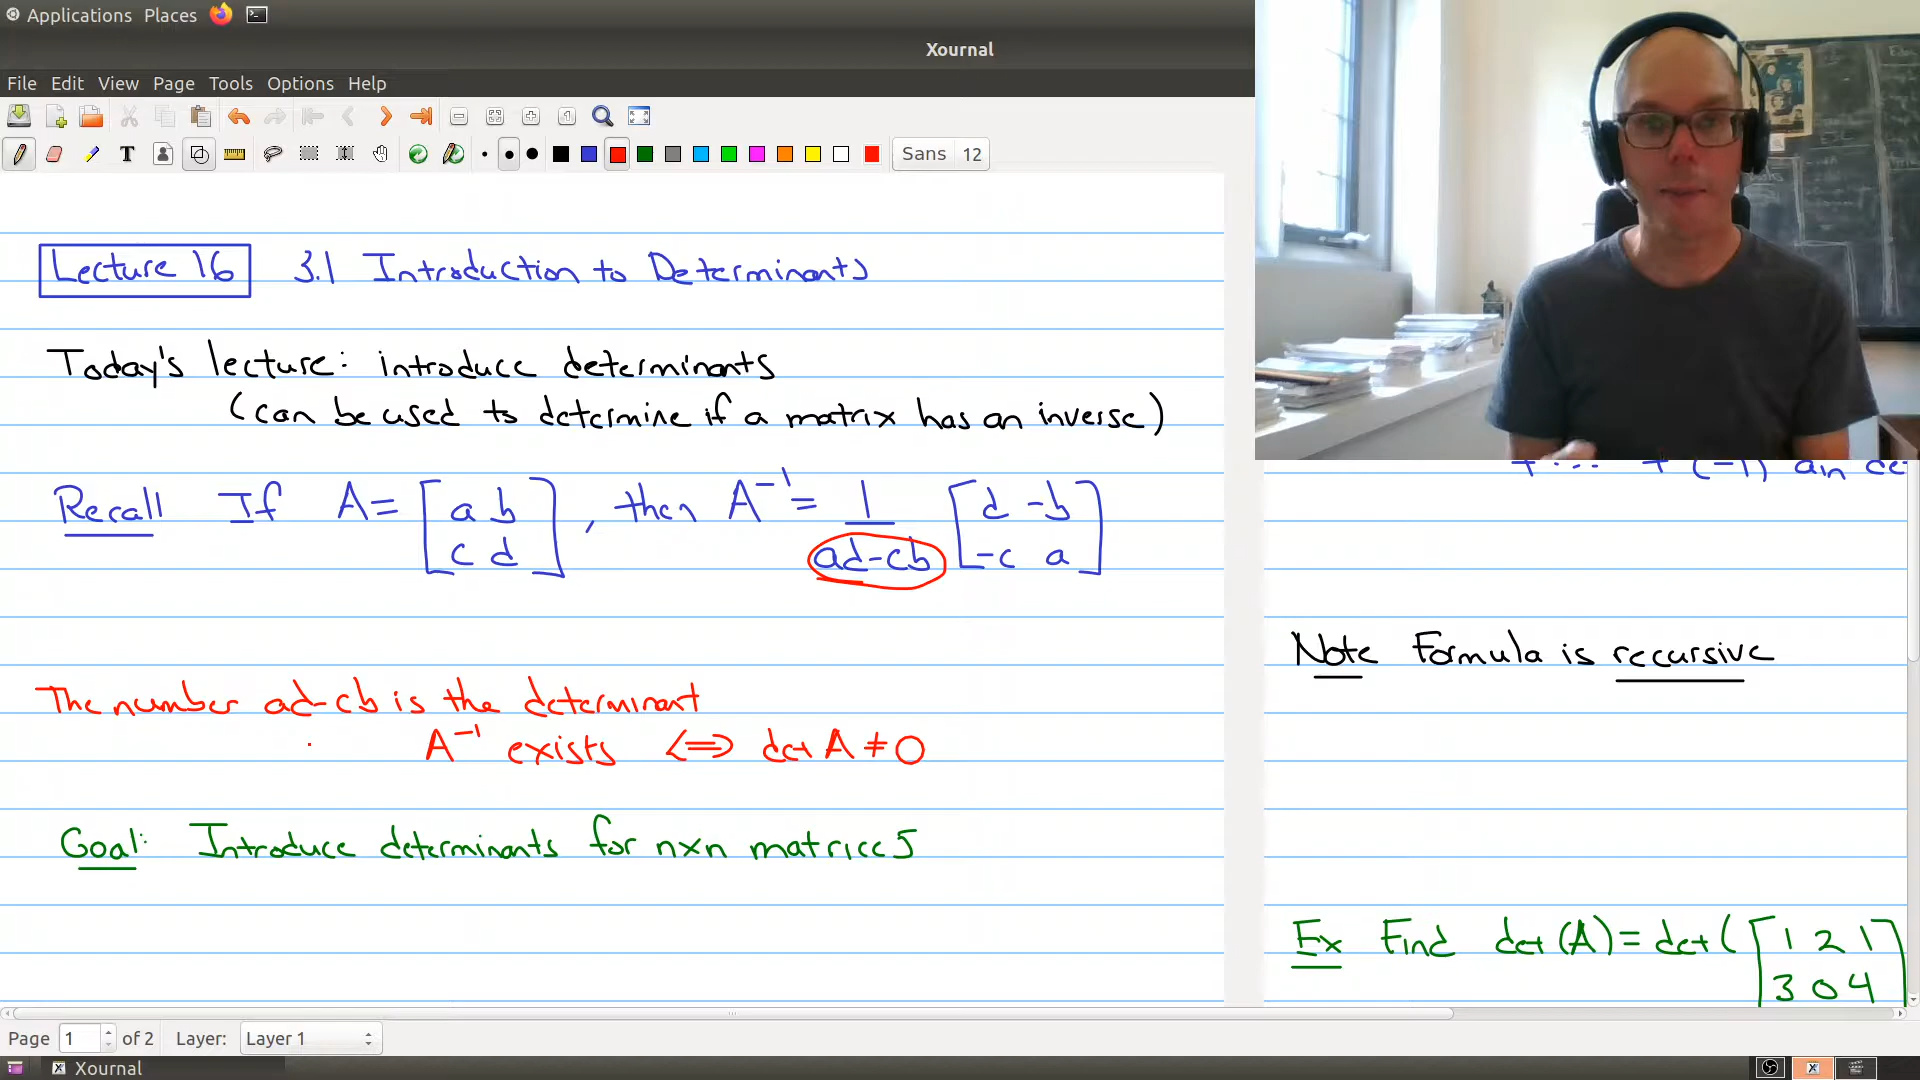 Applications Places
Xournal
File Edit View Page Tools Options Help
Sans 12
Lecture 16 3.1 Introduction to Determinants
Today's lecture: introduce determinants
(can be used to determine if a matrix has an inverse)
Recall If A = [a b
c d], then A⁻¹ = 1
ad-cb [d -b
-c a]
The number ad-cb is the determinant
A⁻¹ exists <=> det A ≠ 0
Goal: Introduce determinants for nxn matrices
+ ... + (-1) an de
Note Formula is recursive
Ex Find det (A) = det ( [1 2 1
3 0 4
Page 1 of 2 Layer: Layer 1
Xournal